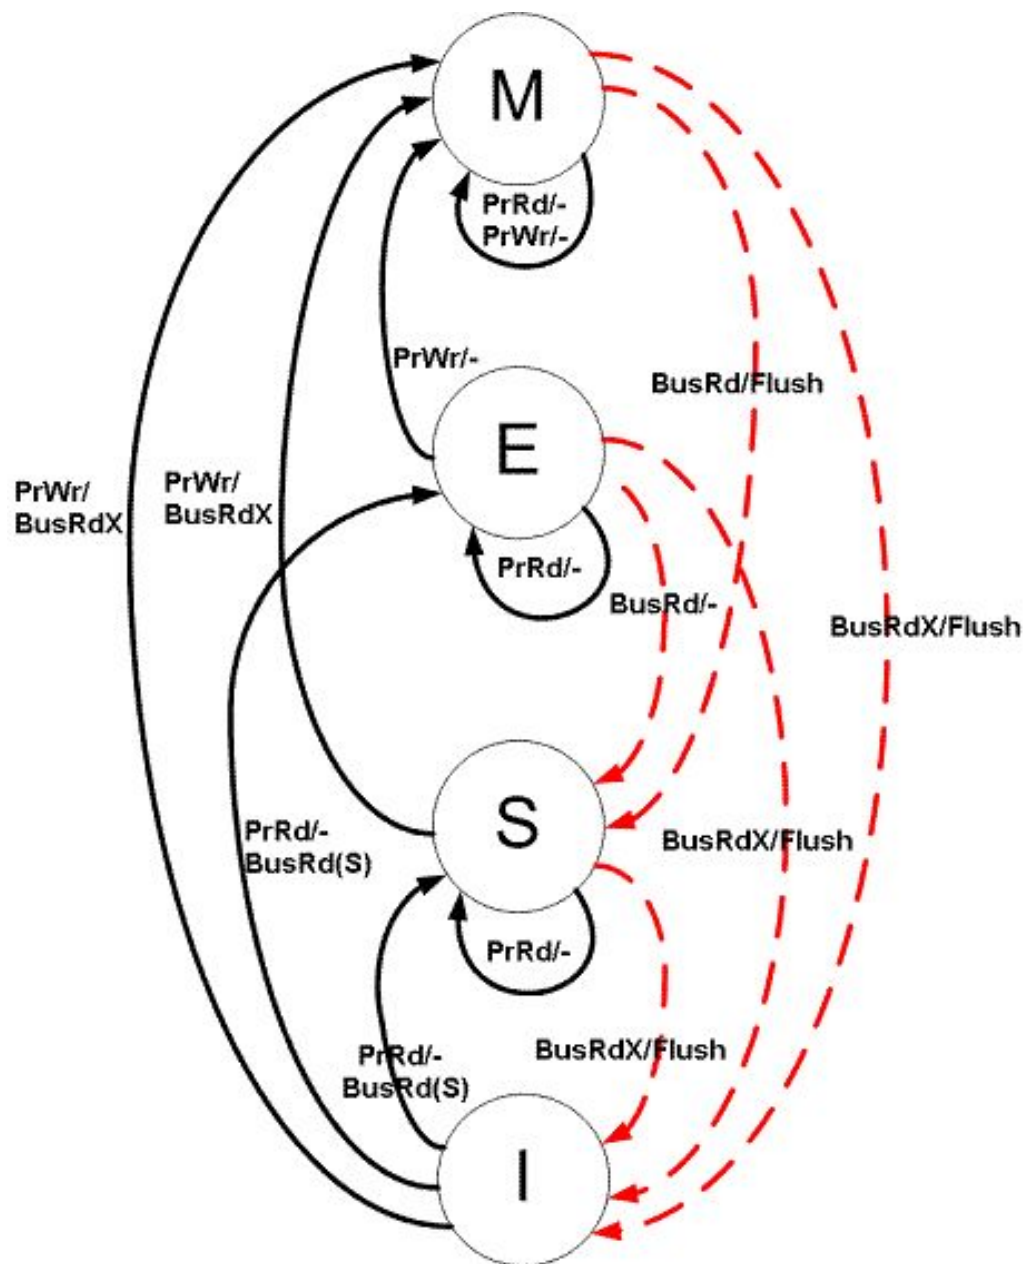 M
PrRd/-
PrWr/-
PrWr/-
BusRd/Flush
E
PrWr/
BusRdX
PrWr/
BusRdX
PrRd/-
BusRd/-
BusRdX/Flush
S
PrRd/-
BusRd(S)
BusRdX/Flush
PrRd/-
PrRd/-
BusRd(S)
BusRdX/Flush
I